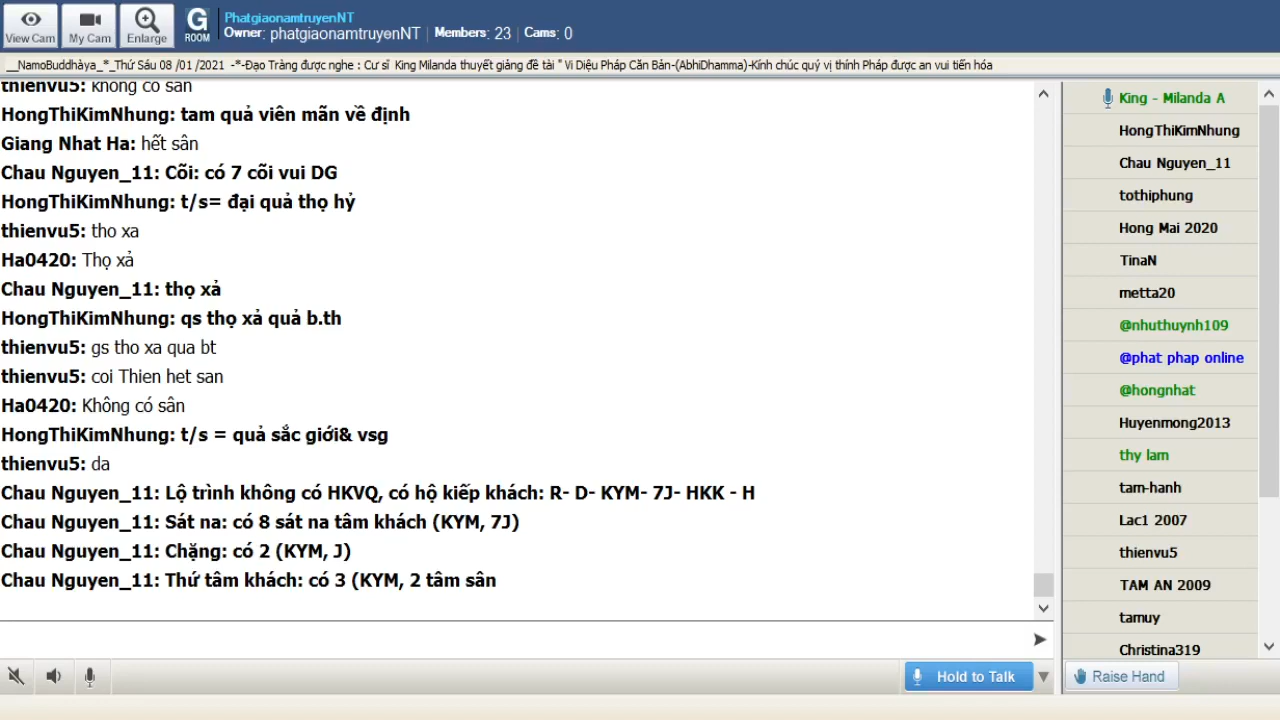 View Cam
My Cam
Enlarge
G
ROOM
PhatgiaonamtruyenNT
Owner: phatgiaonamtruyenNT | Members: 23 | Cams: 0
__NamoBuddhàya_*_Thứ Sáu 08 /01 /2021 -*-Đạo Tràng được nghe : Cư sĩ King Milanda thuyết giảng đề tài " Vi Diệu Pháp Căn Bản-(AbhiDhamma)-Kính chúc quý vị thính Pháp được an vui tiến hóa
thienvu5: không có sân
HongThiKimNhung: tam quả viên mãn về định
Giang Nhat Ha: hết sân
Chau Nguyen_11: Cõi: có 7 cõi vui DG
HongThiKimNhung: t/s= đại quả thọ hỷ
thienvu5: tho xa
Ha0420: Thọ xả
Chau Nguyen_11: thọ xả
HongThiKimNhung: qs thọ xả quả b.th
thienvu5: gs tho xa qua bt
thienvu5: coi Thien het san
Ha0420: Không có sân
HongThiKimNhung: t/s = quả sắc giới& vsg
thienvu5: da
Chau Nguyen_11: Lộ trình không có HKVQ, có hộ kiếp khách: R- D- KYM- 7J- HKK - H
Chau Nguyen_11: Sát na: có 8 sát na tâm khách (KYM, 7J)
Chau Nguyen_11: Chặng: có 2 (KYM, J)
Chau Nguyen_11: Thứ tâm khách: có 3 (KYM, 2 tâm sân
King - Milanda A
HongThiKimNhung
Chau Nguyen_11
tothiphung
Hong Mai 2020
TinaN
metta20
@nhuthuynh109
@phat phap online
@hongnhat
Huyenmong2013
thy lam
tam-hanh
Lac1 2007
thienvu5
TAM AN 2009
tamuy
Christina319
Hold to Talk
Raise Hand